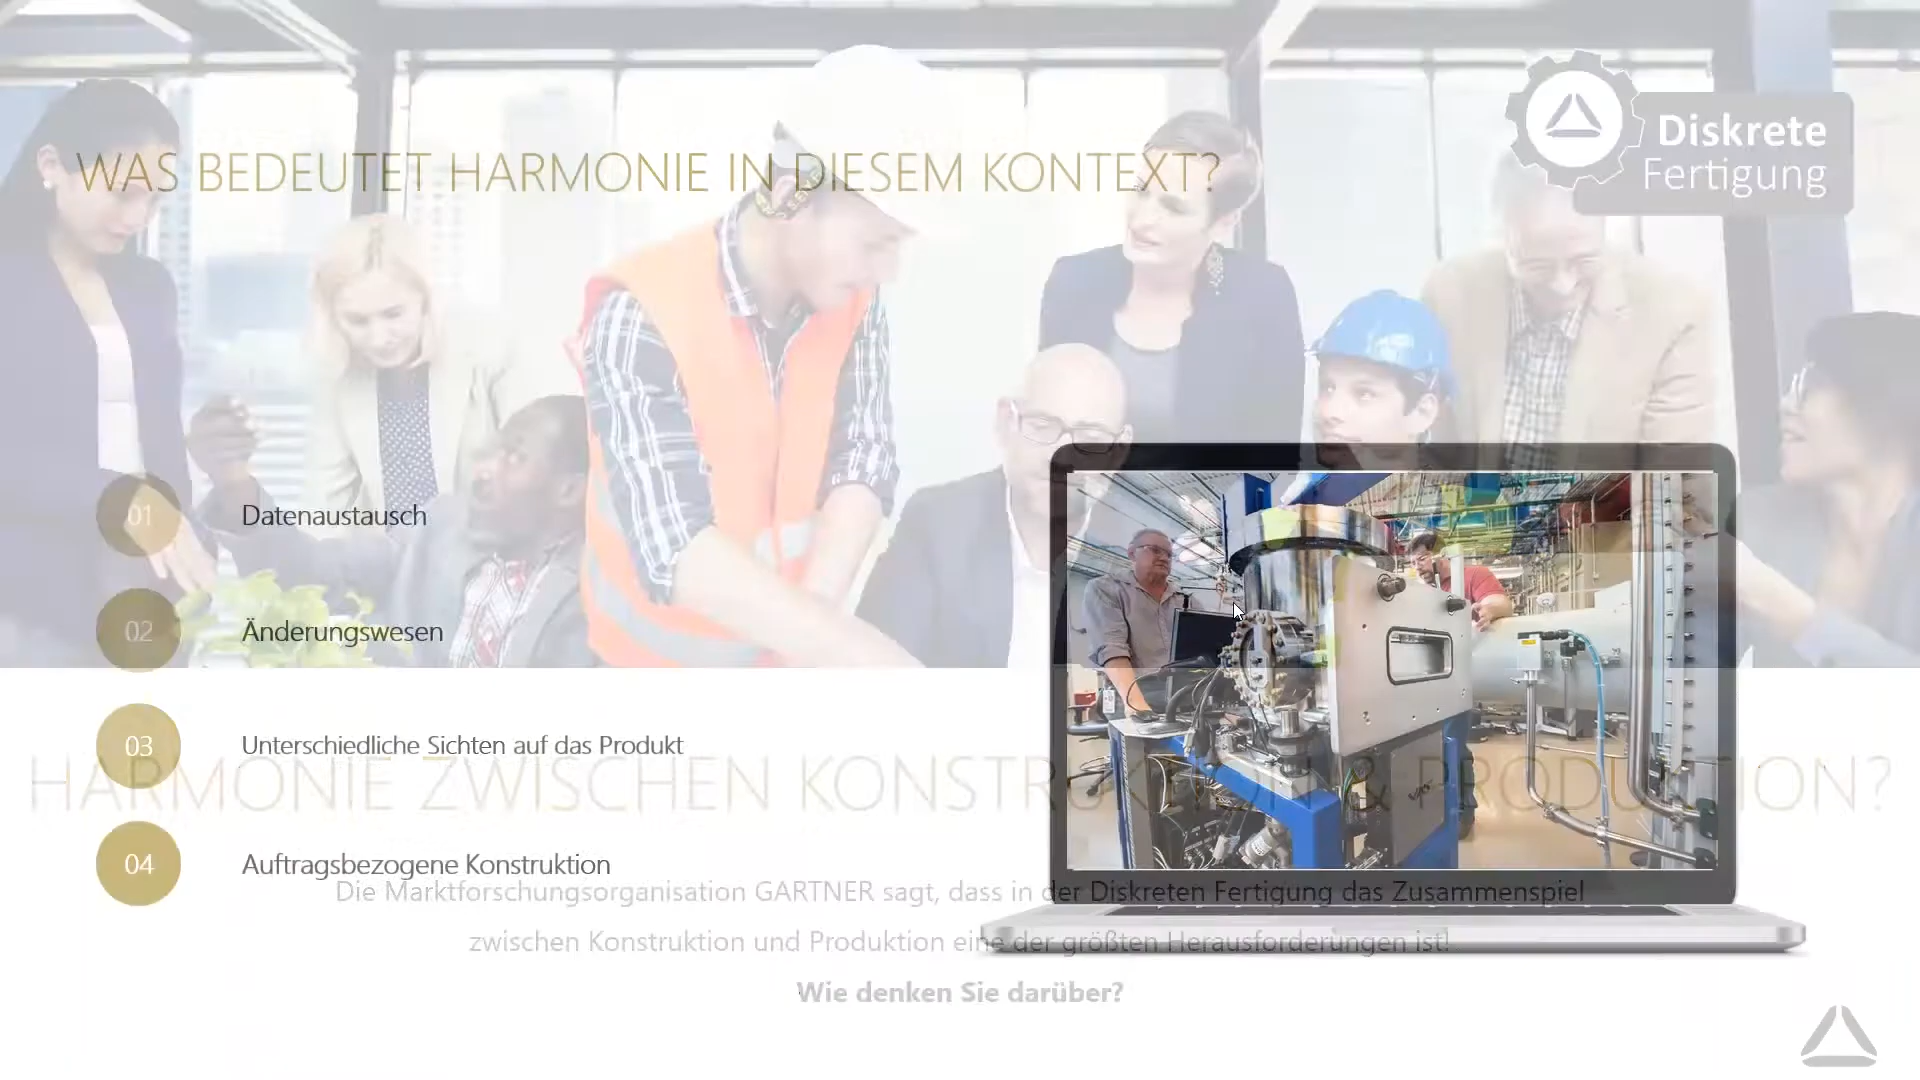 WAS BEDEUTET HARMONIE IN DIESEM KONTEXT?
Diskrete
Fertigung
01 Datenaustausch
02 Änderungswesen
03 Unterschiedliche Sichten auf das Produkt
HARMONIE ZWISCHEN KONSTRUKTION & PRODUKTION?
04 Auftragsbezogene Konstruktion
Die Marktforschungsorganisation GARTNER sagt, dass in der Diskreten Fertigung das Zusammenspiel
zwischen Konstruktion und Produktion eine der größten Herausforderungen ist!
Wie denken Sie darüber?